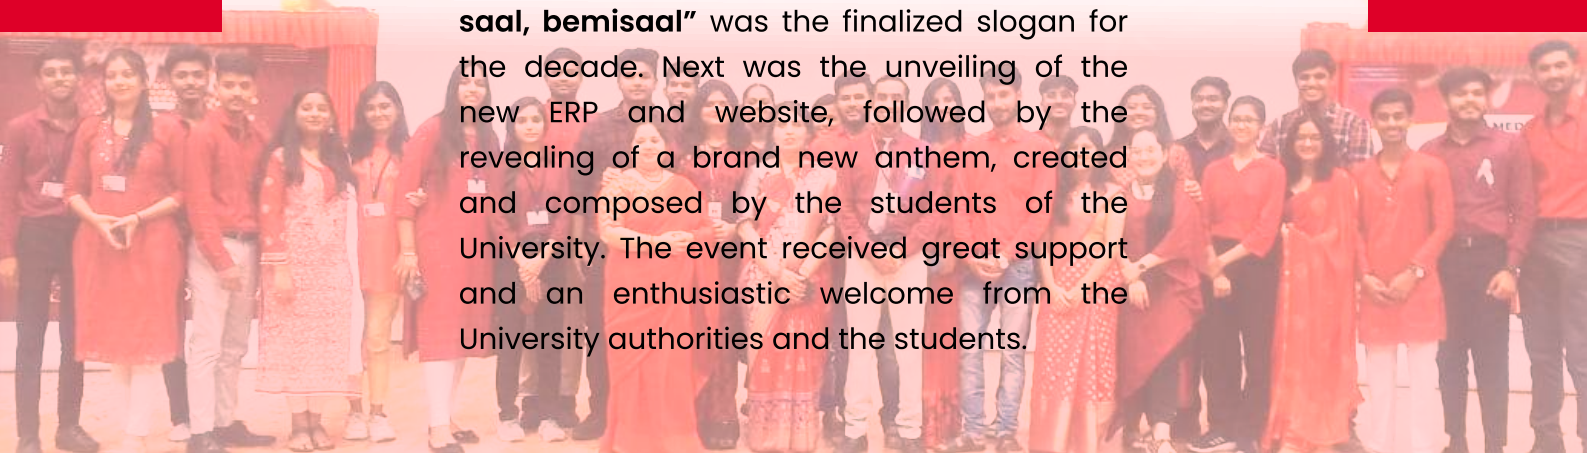 saal, bemisaal” was the finalized slogan for
the decade. Next was the unveiling of the
new ERP and website, followed by the
revealing of a brand new anthem, created
and composed by the students of the
University. The event received great support
and an enthusiastic welcome from the
University authorities and the students.
MED